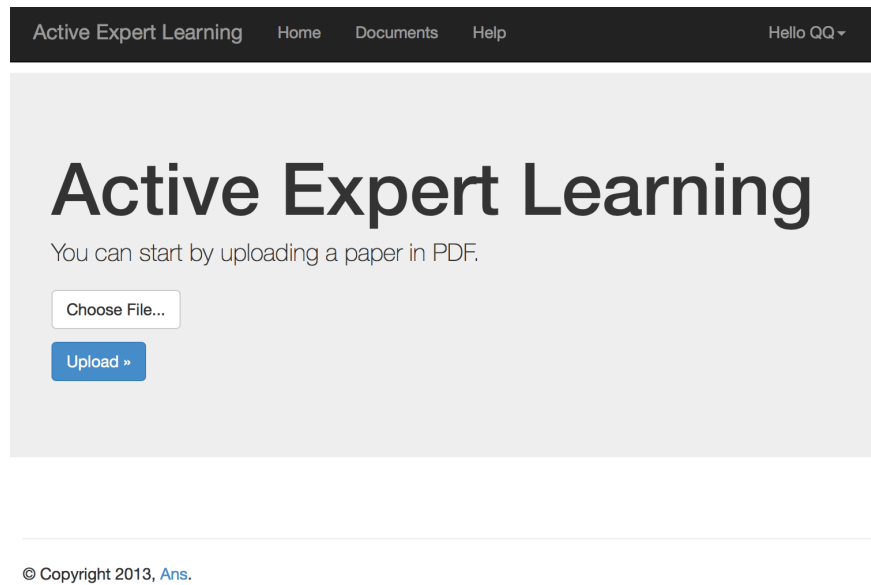 Active Expert Learning Home Documents Help Hello QQ
Active Expert Learning
You can start by uploading a paper in PDF.
Choose File...
Upload »
© Copyright 2013, Ans.